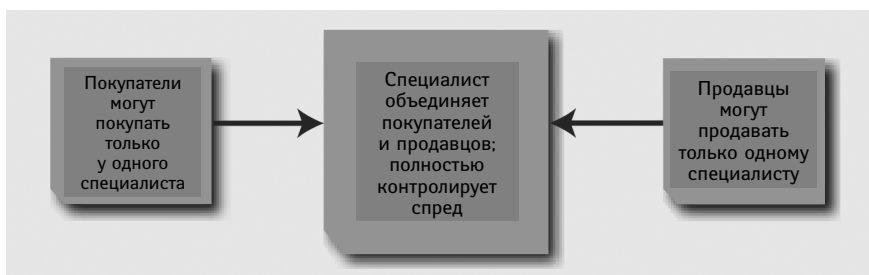 Покупатели
могут
покупать
только
у одного
специалиста
Специалист
объединяет
покупателей
и продавцов;
полностью
контролирует
спред
Продавцы
могут
продавать
только одному
специалисту